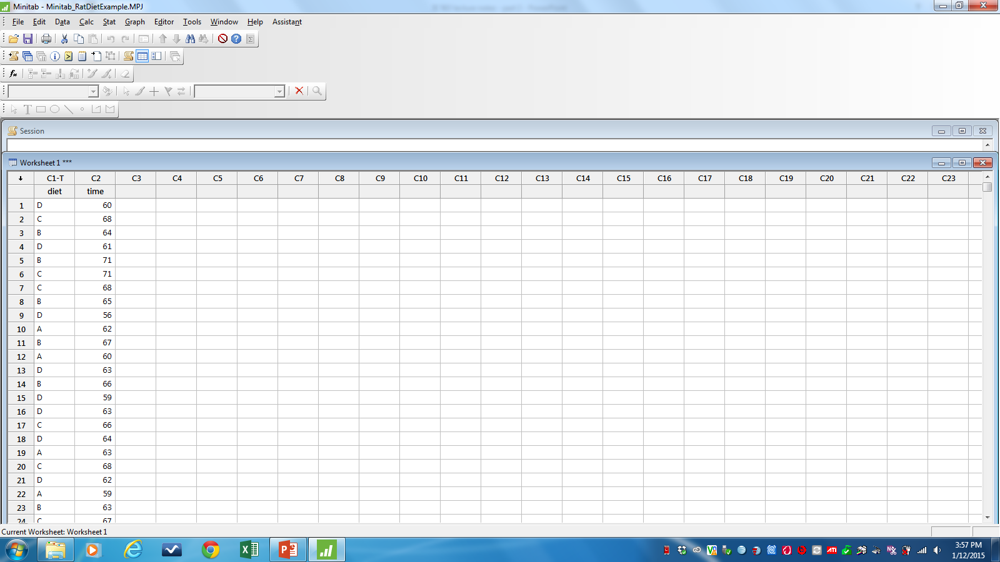 Minitab - Minitab_RatDietExample.MPJ
File Edit Data Calc Stat Graph Editor Tools Window Help Assistant
Session
Worksheet 1 ***
C1-T C2 C3 C4 C5 C6 C7 C8 C9 C10 C11 C12 C13 C14 C15 C16 C17 C18 C19 C20 C21 C22 C23
diet time
1 D 60
2 C 68
3 B 64
4 D 61
5 B 71
6 C 71
7 C 68
8 B 65
9 D 56
10 A 62
11 B 67
12 A 60
13 D 63
14 B 66
15 D 59
16 D 63
17 C 66
18 D 64
19 A 63
20 C 68
21 D 62
22 A 59
23 B 63
24 C 67
Current Worksheet: Worksheet 1
3:57 PM
1/12/2015